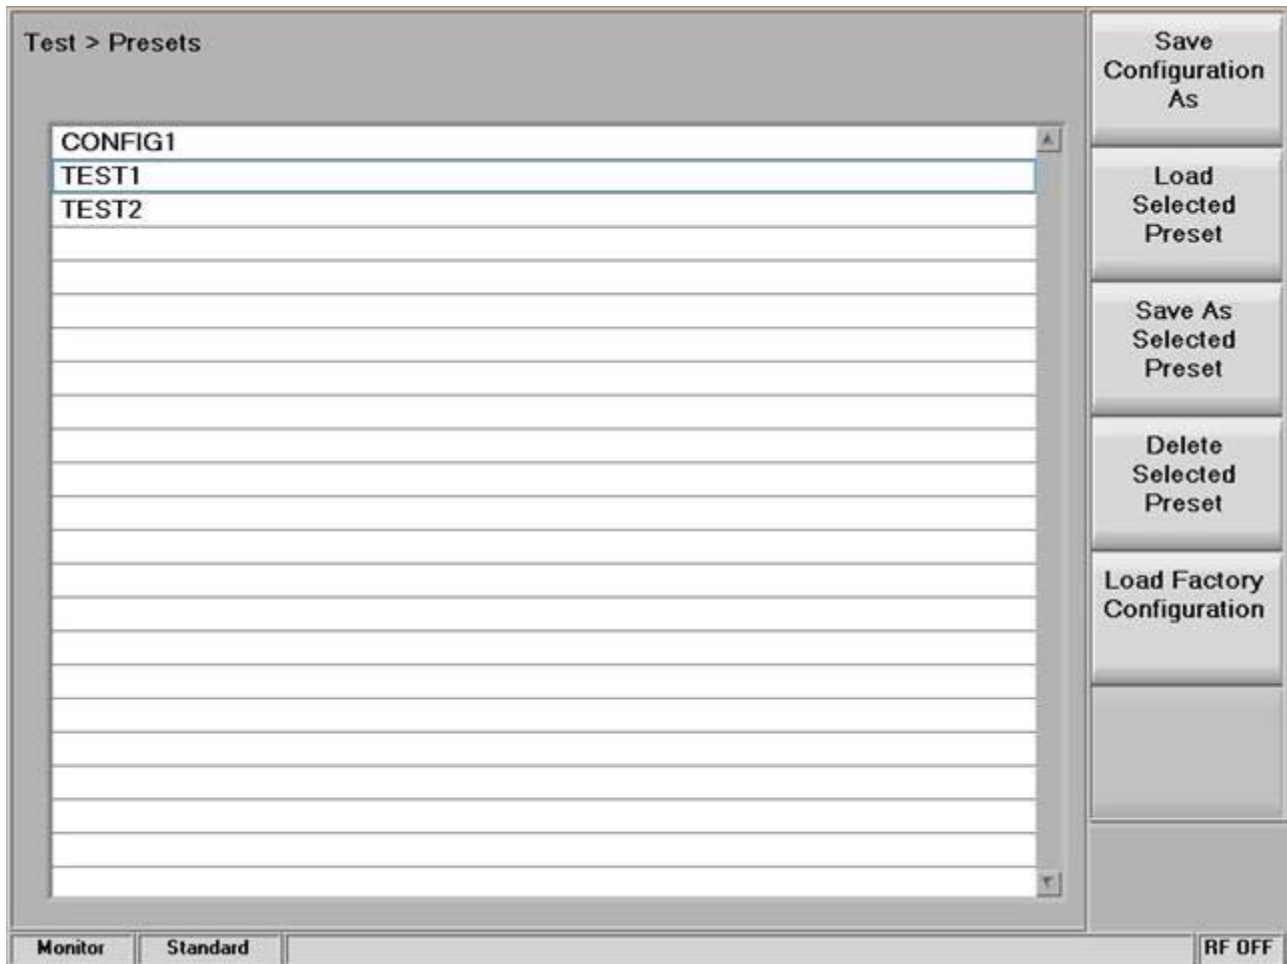 Test > Presets
CONFIG1
TEST1
TEST2
Save
Configuration
As
Load
Selected
Preset
Save As
Selected
Preset
Delete
Selected
Preset
Load Factory
Configuration
Monitor
Standard
RF OFF